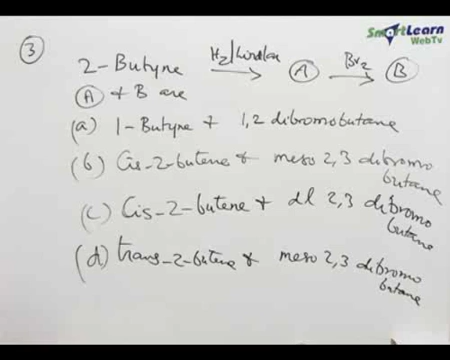 SmartLearn
WebTv
3
2-Butyne H2/Lindlar A Br2 B
A & B are
(a) 1-Butyne & 1,2 dibromobutane
(b) Cis-2-butene & meso 2,3 dibromo
butane
(c) Cis-2-butene & dl 2,3 dibromo
butane
(d) trans-2-butene & meso 2,3 dibromo
butane